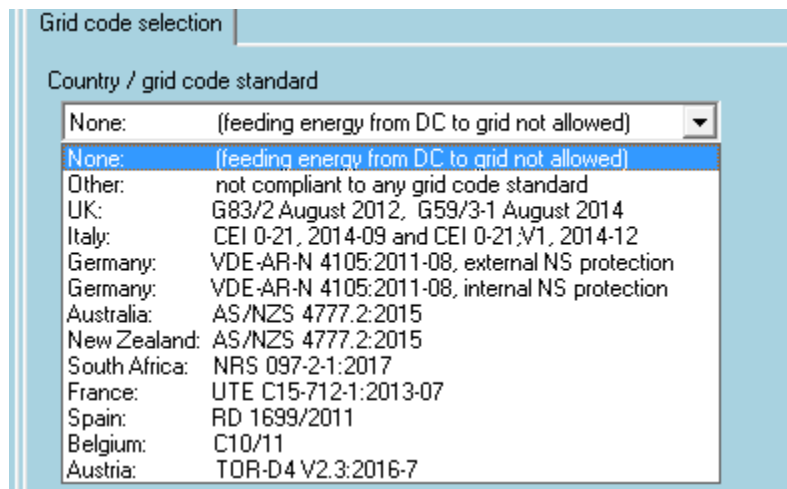 Grid code selection
Country / grid code standard
None: (feeding energy from DC to grid not allowed)
None: (feeding energy from DC to grid not allowed)
Other: not compliant to any grid code standard
UK: G83/2 August 2012, G59/3-1 August 2014
Italy: CEI 0-21, 2014-09 and CEI 0-21;V1, 2014-12
Germany: VDE-AR-N 4105:2011-08, external NS protection
Germany: VDE-AR-N 4105:2011-08, internal NS protection
Australia: AS/NZS 4777.2:2015
New Zealand: AS/NZS 4777.2:2015
South Africa: NRS 097-2-1:2017
France: UTE C15-712-1:2013-07
Spain: RD 1699/2011
Belgium: C10/11
Austria: TOR-D4 V2.3:2016-7